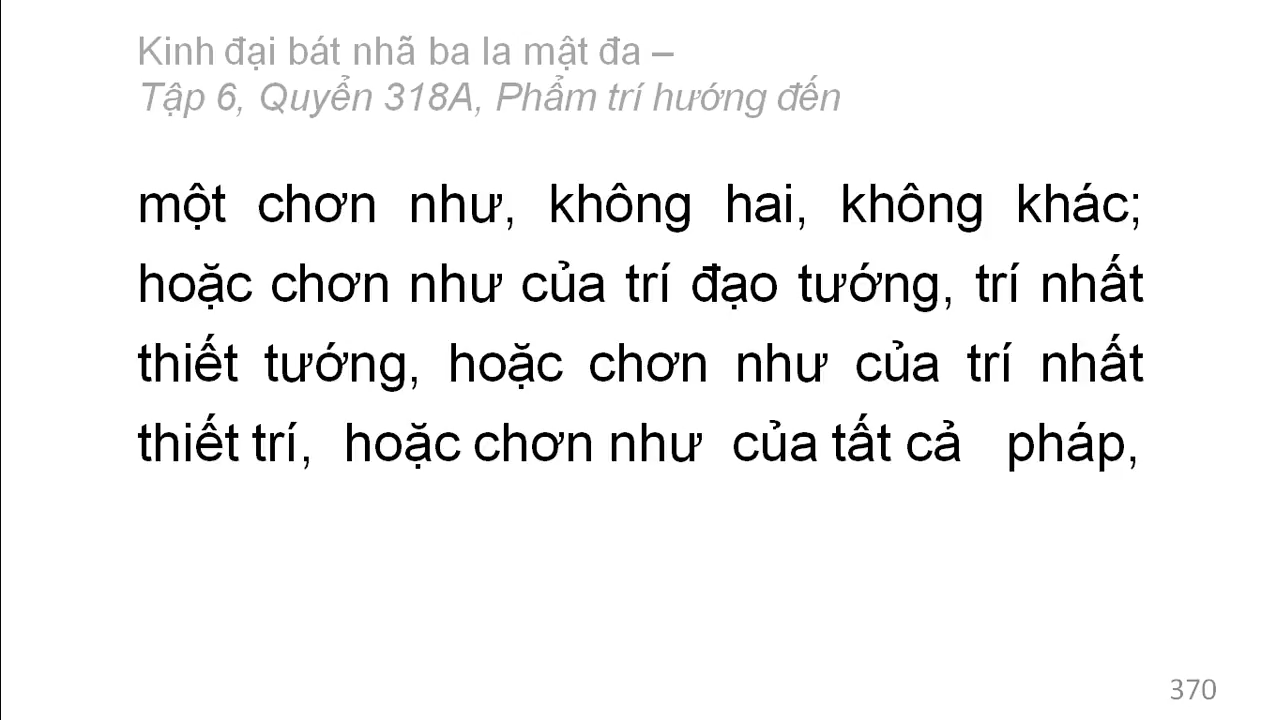 Kinh đại bát nhã ba la mật đa –
Tập 6, Quyển 318A, Phẩm trí hướng đến
một chơn như, không hai, không khác;
hoặc chơn như của trí đạo tướng, trí nhất
thiết tướng, hoặc chơn như của trí nhất
thiết trí, hoặc chơn như của tất cả pháp,
370